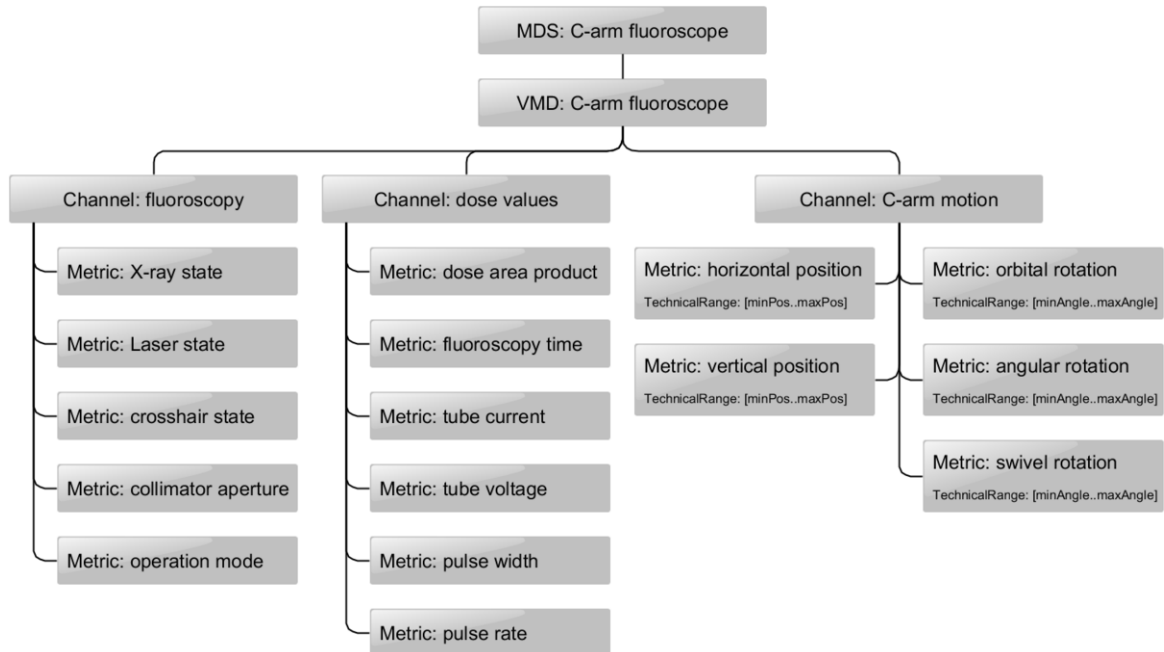 MDS: C-arm fluoroscope
VMD: C-arm fluoroscope
Channel: fluoroscopy
Metric: X-ray state
Metric: Laser state
Metric: crosshair state
Metric: collimator aperture
Metric: operation mode
Channel: dose values
Metric: dose area product
Metric: fluoroscopy time
Metric: tube current
Metric: tube voltage
Metric: pulse width
Metric: pulse rate
Channel: C-arm motion
Metric: horizontal position
TechnicalRange: [minPos..maxPos]
Metric: vertical position
TechnicalRange: [minPos..maxPos]
Metric: orbital rotation
TechnicalRange: [minAngle..maxAngle]
Metric: angular rotation
TechnicalRange: [minAngle..maxAngle]
Metric: swivel rotation
TechnicalRange: [minAngle..maxAngle]